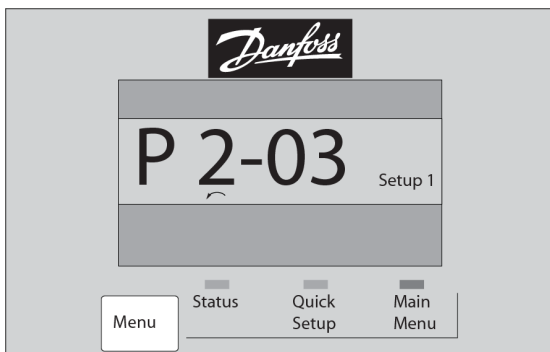 Danfoss
P 2-03
Setup 1
Menu
Status
Quick
Setup
Main
Menu